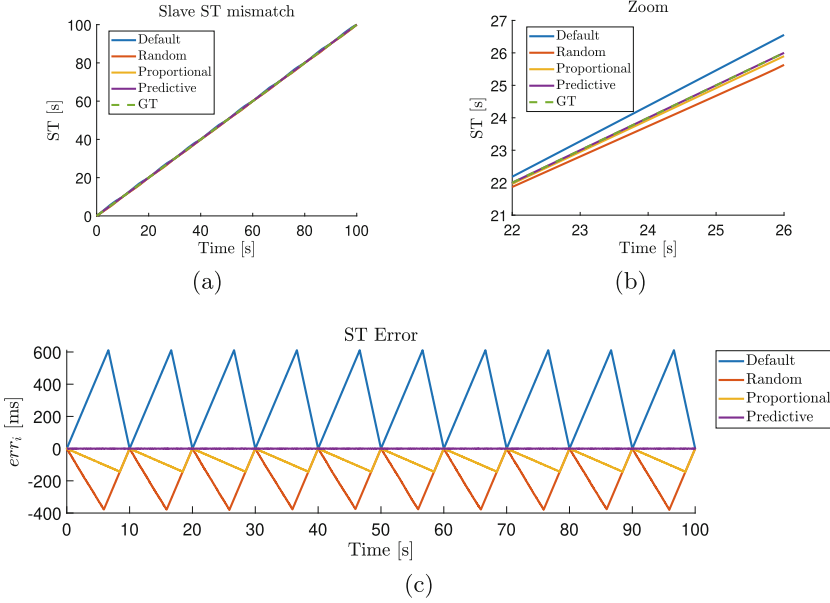 Slave ST mismatch
100
80
60
40
20
0
ST [s]
Default
Random
Proportional
Predictive
GT
0 20 40 60 80 100
Time [s]
(a)
Zoom
27
26
25
24
23
22
21
ST [s]
Default
Random
Proportional
Predictive
GT
22 23 24 25 26
Time [s]
(b)
ST Error
600
400
200
0
-200
-400
err_i [ms]
0 10 20 30 40 50 60 70 80 90 100
Time [s]
Default
Random
Proportional
Predictive
(c)